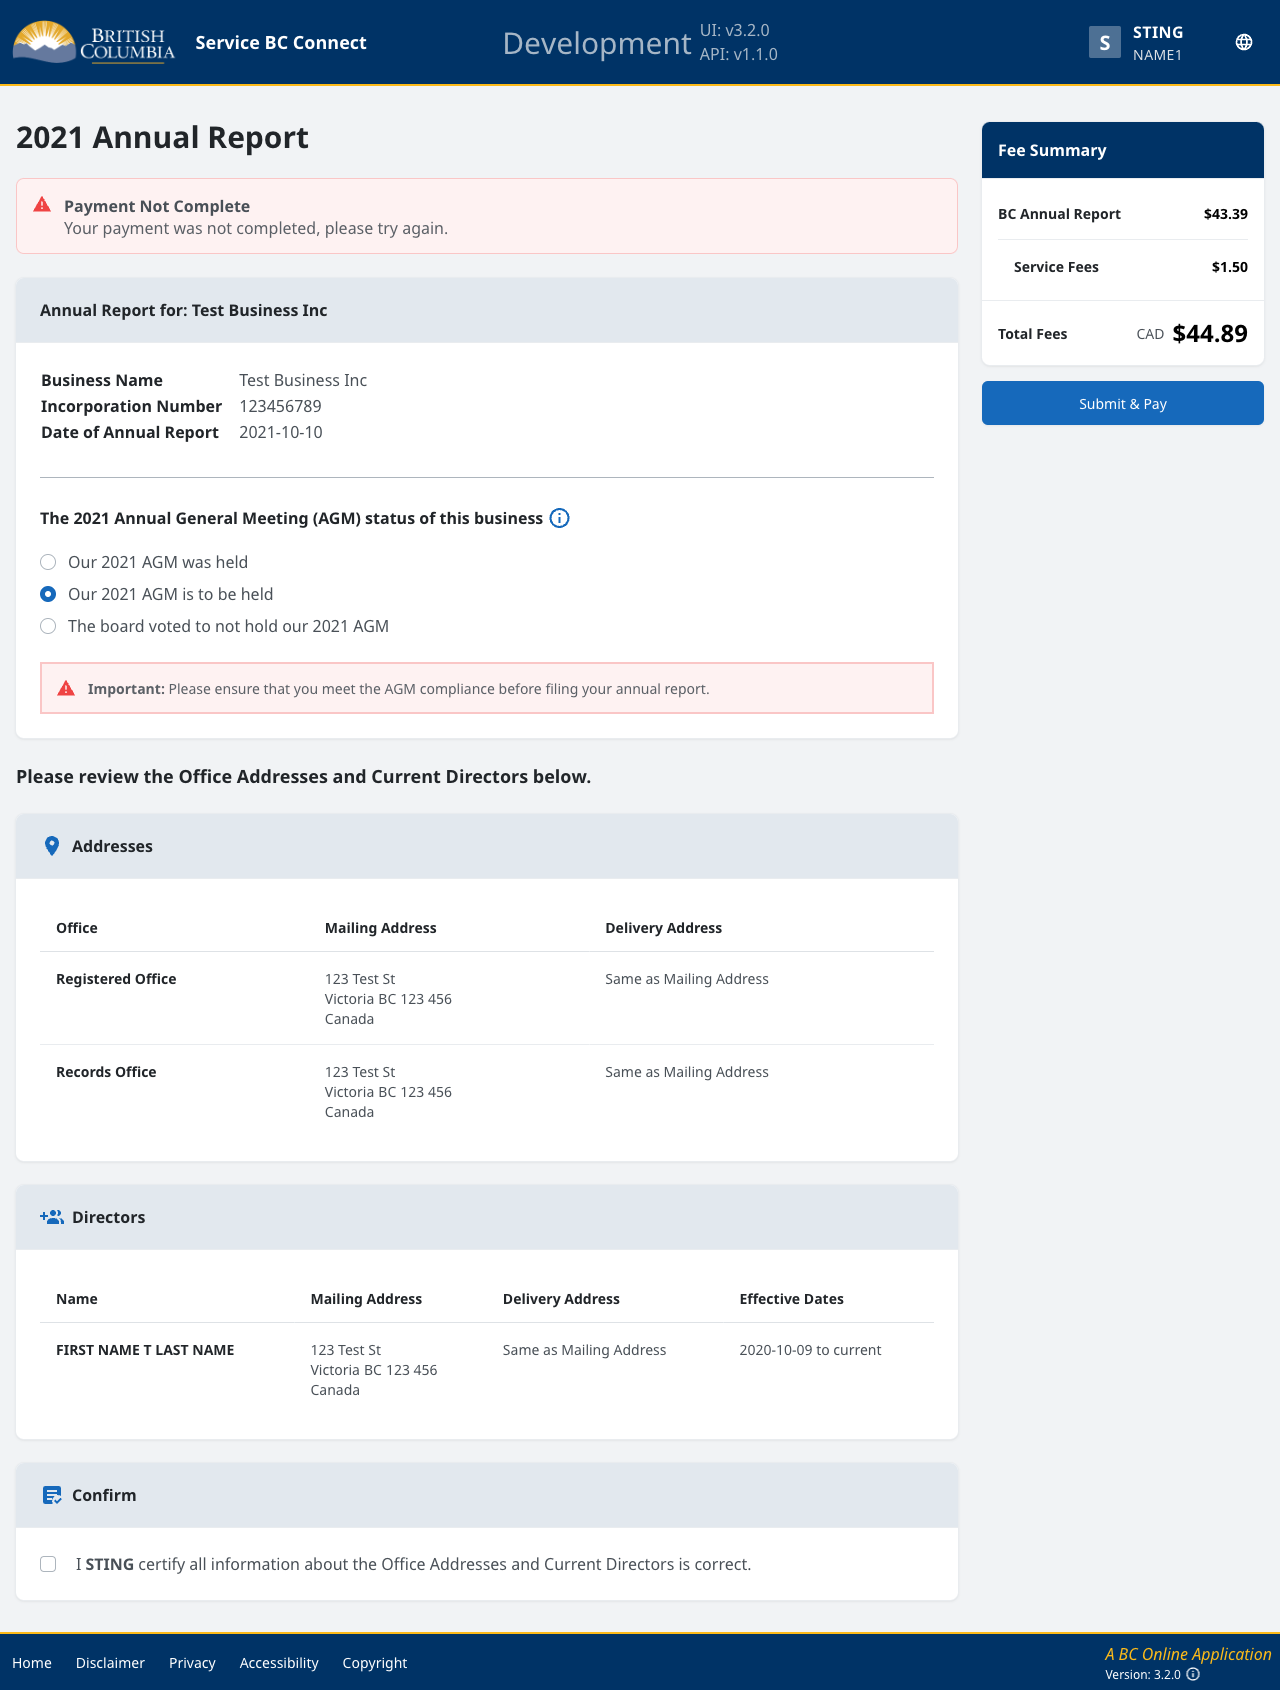 BRITISH
COLUMBIA
Service BC Connect
Development
UI: v3.2.0
API: v1.1.0
S
STING
NAME1
2021 Annual Report
Payment Not Complete
Your payment was not completed, please try again.
Annual Report for: Test Business Inc
Business Name Test Business Inc
Incorporation Number 123456789
Date of Annual Report 2021-10-10
The 2021 Annual General Meeting (AGM) status of this business
Our 2021 AGM was held
Our 2021 AGM is to be held
The board voted to not hold our 2021 AGM
Important: Please ensure that you meet the AGM compliance before filing your annual report.
Please review the Office Addresses and Current Directors below.
Addresses
Office Mailing Address Delivery Address
Registered Office 123 Test St Same as Mailing Address
Victoria BC 123 456
Canada
Records Office 123 Test St Same as Mailing Address
Victoria BC 123 456
Canada
Directors
Name Mailing Address Delivery Address Effective Dates
FIRST NAME T LAST NAME 123 Test St Same as Mailing Address 2020-10-09 to current
Victoria BC 123 456
Canada
Confirm
I STING certify all information about the Office Addresses and Current Directors is correct.
Fee Summary
BC Annual Report $43.39
Service Fees $1.50
Total Fees CAD $44.89
Submit & Pay
Home Disclaimer Privacy Accessibility Copyright
A BC Online Application
Version: 3.2.0